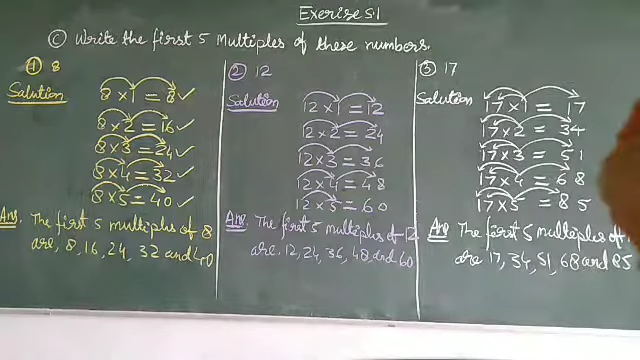 Exerise 5.1
(C) Write the first 5 multiples of these numbers.
(1) 8
Solution
8 × 1 = 8 ✓
8 × 2 = 16 ✓
8 × 3 = 24 ✓
8 × 4 = 32 ✓
8 × 5 = 40 ✓
Ans. The first 5 multiples of 8
are, 8, 16, 24, 32 and 40
(2) 12
Solution
12 × 1 = 12
12 × 2 = 24
12 × 3 = 36
12 × 4 = 48
12 × 5 = 60
Ans. The first 5 multiples of 12
are. 12, 24, 36, 48, and 60
(3) 17
Solution
17 × 1 = 17
17 × 2 = 34
17 × 3 = 51
17 × 4 = 68
17 × 5 = 85
Ans The first 5 multiples of
are 17, 34, 51, 68 and 85